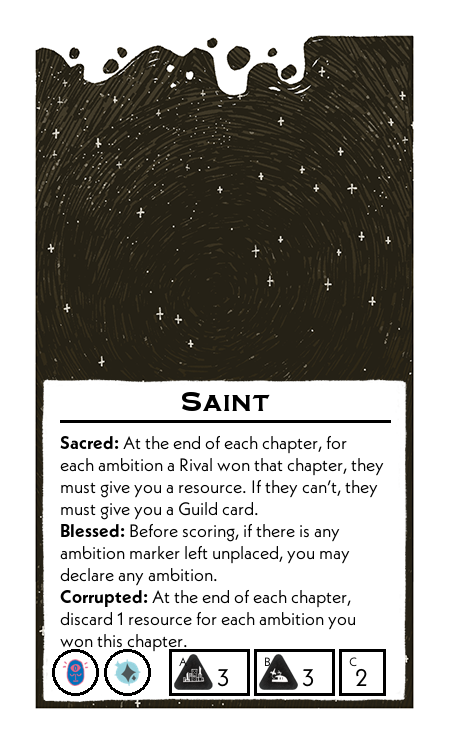 Saint
Sacred: At the end of each chapter, for
each ambition a Rival won that chapter, they
must give you a resource. If they can't, they
must give you a Guild card.
Blessed: Before scoring, if there is any
ambition marker left unplaced, you may
declare any ambition.
Corrupted: At the end of each chapter,
discard 1 resource for each ambition you
won this chapter.
A 3 B 3 C 2